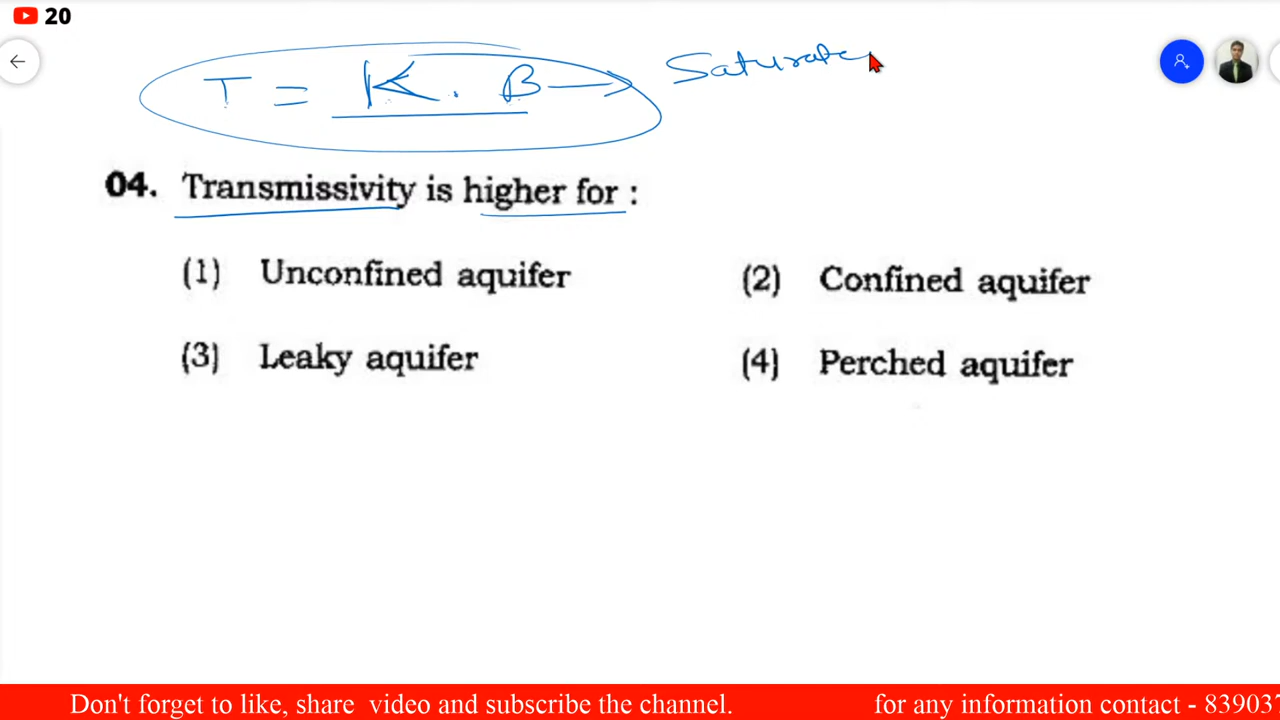 20
T = K . B → Saturate
04. Transmissivity is higher for :
(1) Unconfined aquifer (2) Confined aquifer
(3) Leaky aquifer (4) Perched aquifer
Don't forget to like, share video and subscribe the channel. for any information contact - 83903